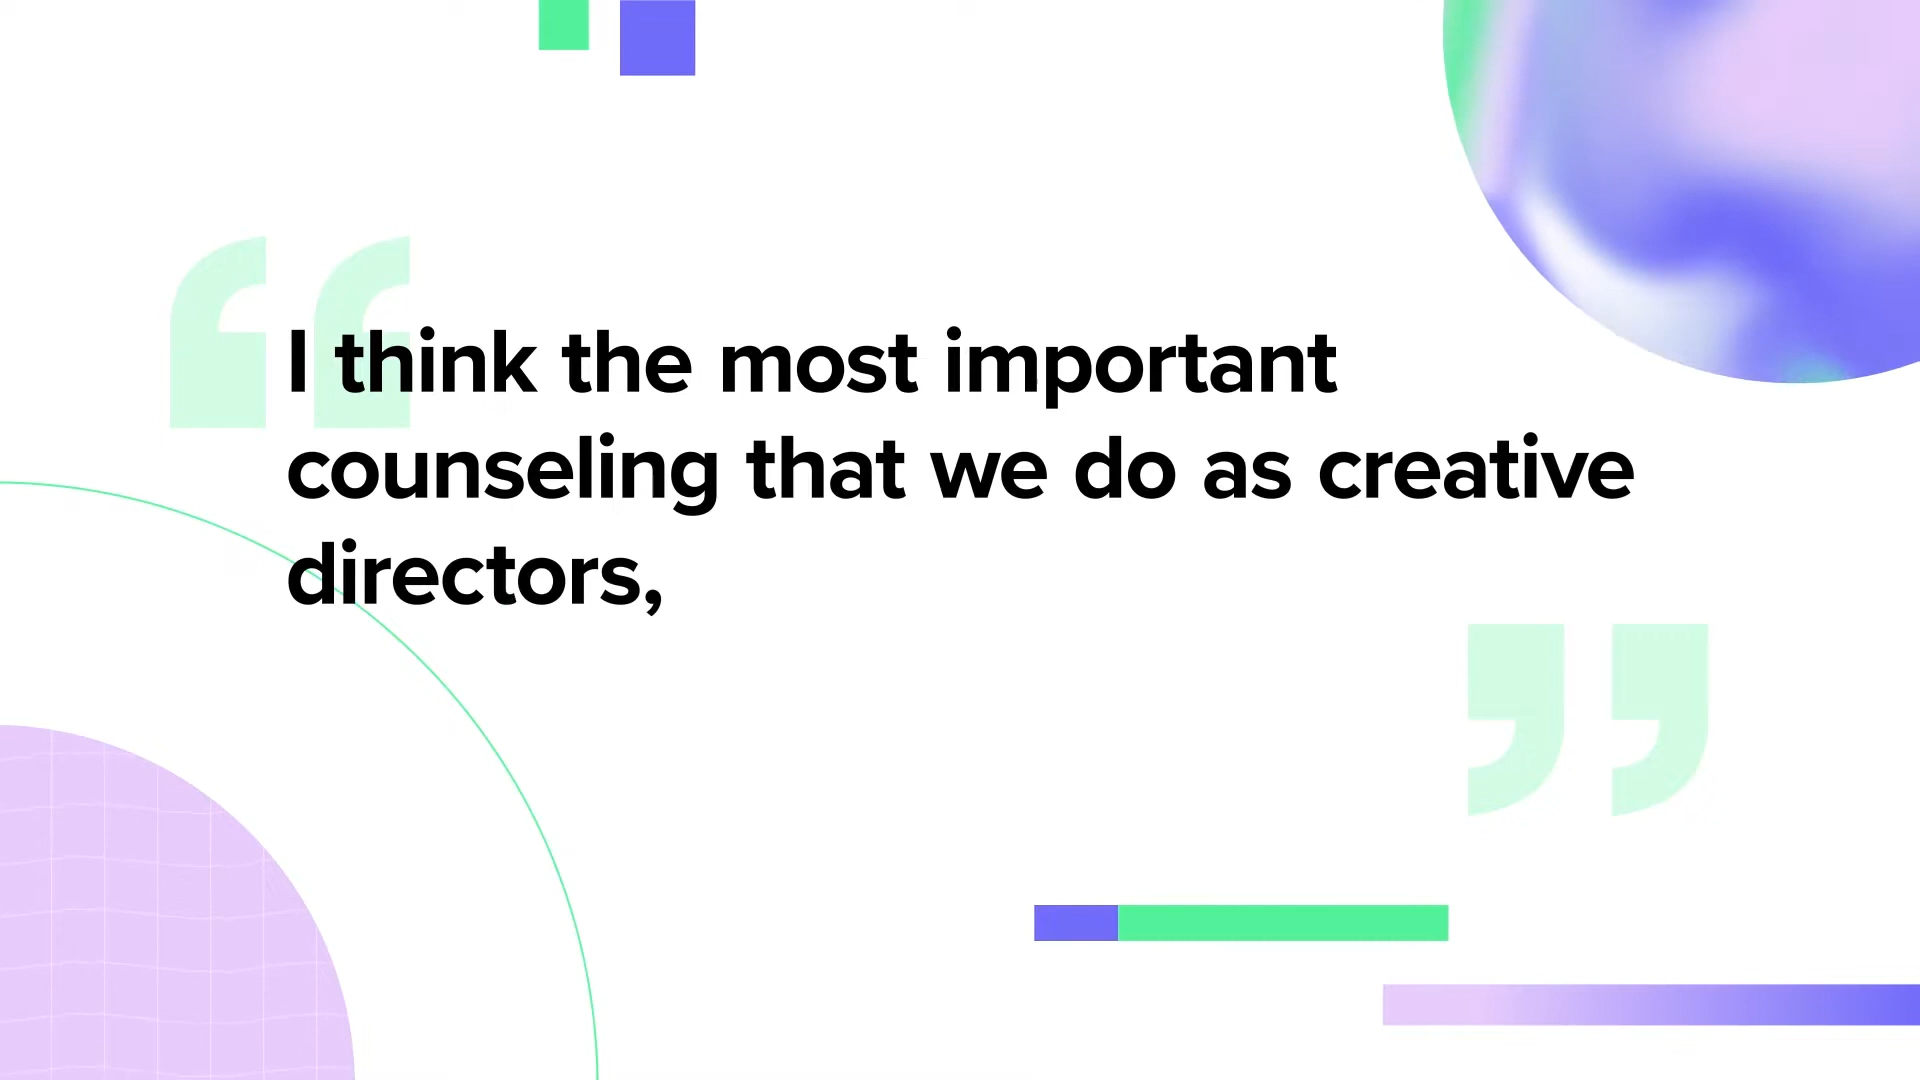 I think the most important
counseling that we do as creative
directors,